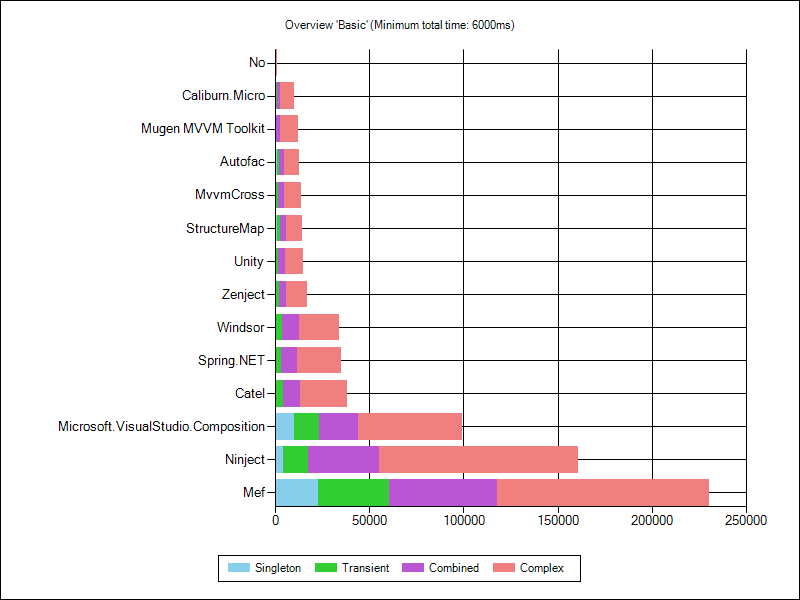 Overview 'Basic' (Minimum total time: 6000ms)
No
Caliburn.Micro
Mugen MVVM Toolkit
Autofac
MvvmCross
StructureMap
Unity
Zenject
Windsor
Spring.NET
Catel
Microsoft.VisualStudio.Composition
Ninject
Mef
0 50000 100000 150000 200000 250000
Singleton Transient Combined Complex